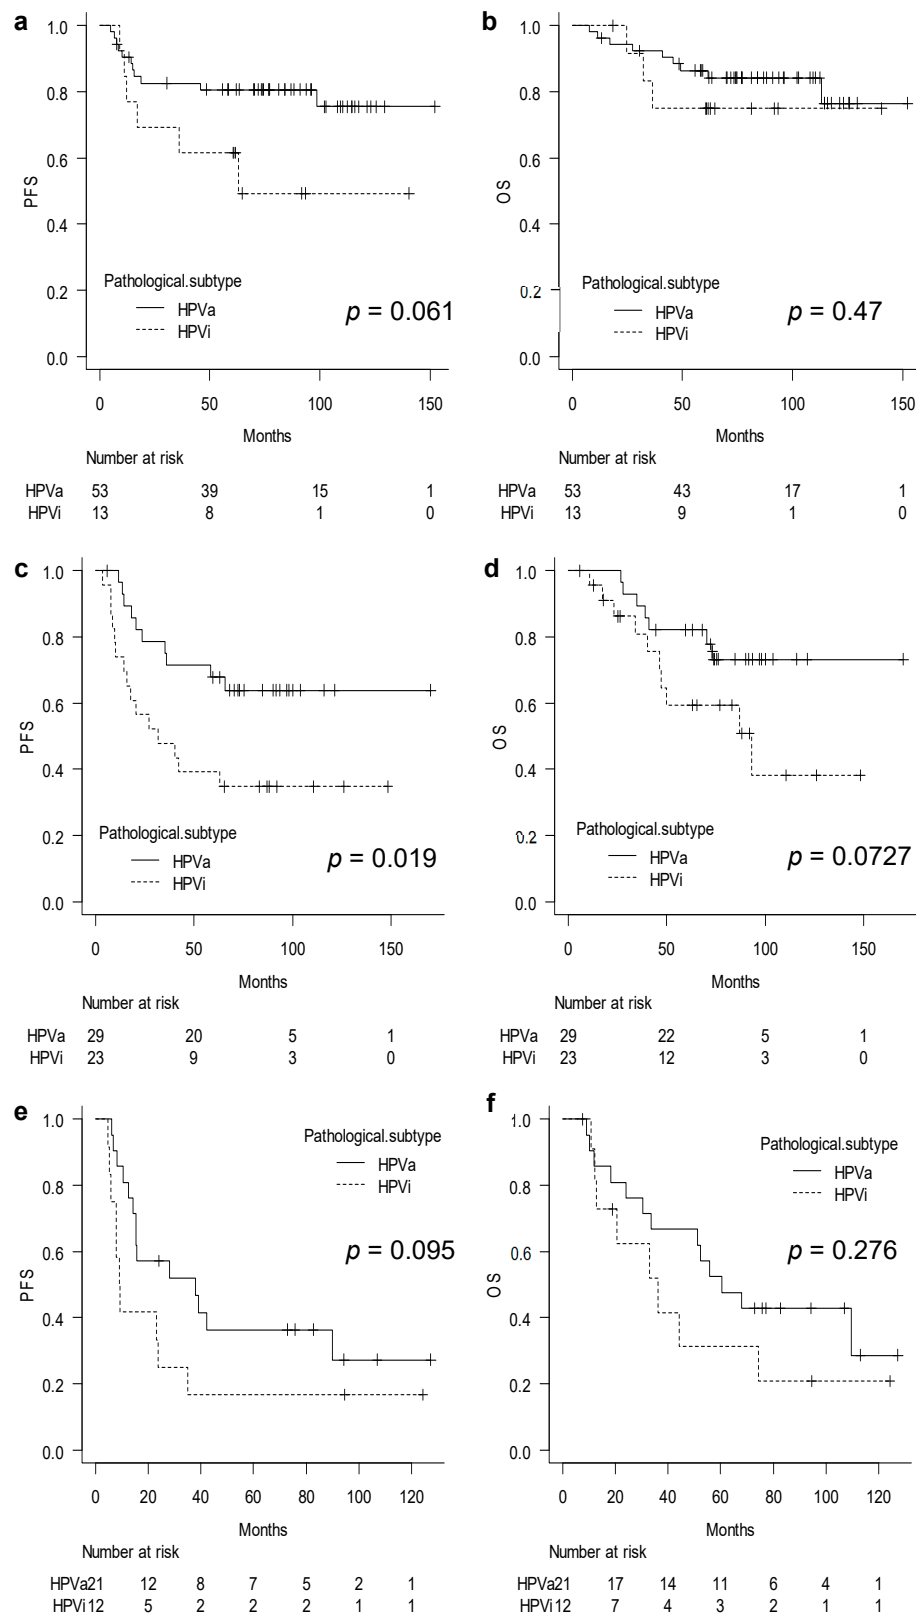 a
1.0
0.8
0.6
0.4
0.2
0.0
PFS
Pathological.subtype
HPVa
HPVi
p = 0.061
0 50 100 150
Months
Number at risk
HPVa 53 39 15 1
HPVi 13 8 1 0
b
1.0
0.8
0.6
0.4
0.2
0.0
OS
Pathological.subtype
HPVa
HPVi
p = 0.47
0 50 100 150
Months
Number at risk
HPVa 53 43 17 1
HPVi 13 9 1 0
c
1.0
0.8
0.6
0.4
0.2
0.0
PFS
Pathological.subtype
HPVa
HPVi
p = 0.019
0 50 100 150
Months
Number at risk
HPVa 29 20 5 1
HPVi 23 9 3 0
d
1.0
0.8
0.6
0.4
0.2
0.0
OS
Pathological.subtype
HPVa
HPVi
p = 0.0727
0 50 100 150
Months
Number at risk
HPVa 29 22 5 1
HPVi 23 12 3 0
e
1.0
0.8
0.6
0.4
0.2
0.0
PFS
Pathological.subtype
HPVa
HPVi
p = 0.095
0 20 40 60 80 100 120
Months
Number at risk
HPVa21 12 8 7 5 2 1
HPVi12 5 2 2 2 1 1
f
1.0
0.8
0.6
0.4
0.2
0.0
OS
Pathological.subtype
HPVa
HPVi
p = 0.276
0 20 40 60 80 100 120
Months
Number at risk
HPVa21 17 14 11 6 4 1
HPVi12 7 4 3 2 1 1